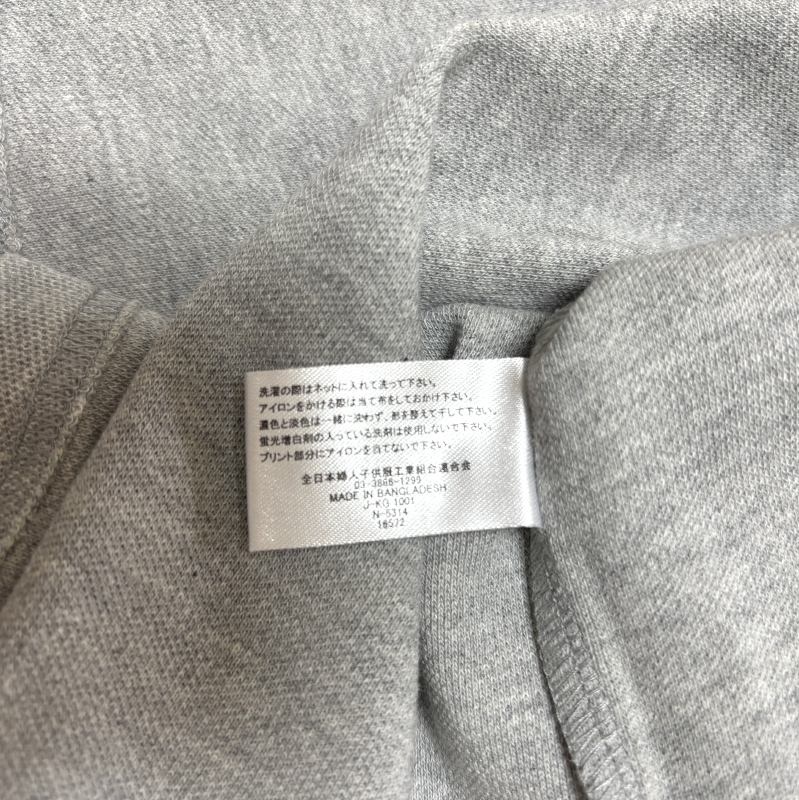 洗濯の際はネットに入れて洗って下さい。
アイロンをかける際は当て布をしておかけ下さい。
濃色と淡色は一緒に洗わず、形を整えて干して下さい。
蛍光増白剤の入っている洗剤は使用しないで下さい。
プリント部分にアイロンを当てないで下さい。
全日本婦人子供服工業組合連合会
03-3886-1299
MADE IN BANGLADESH
J-KG 1001
N-5314
16572